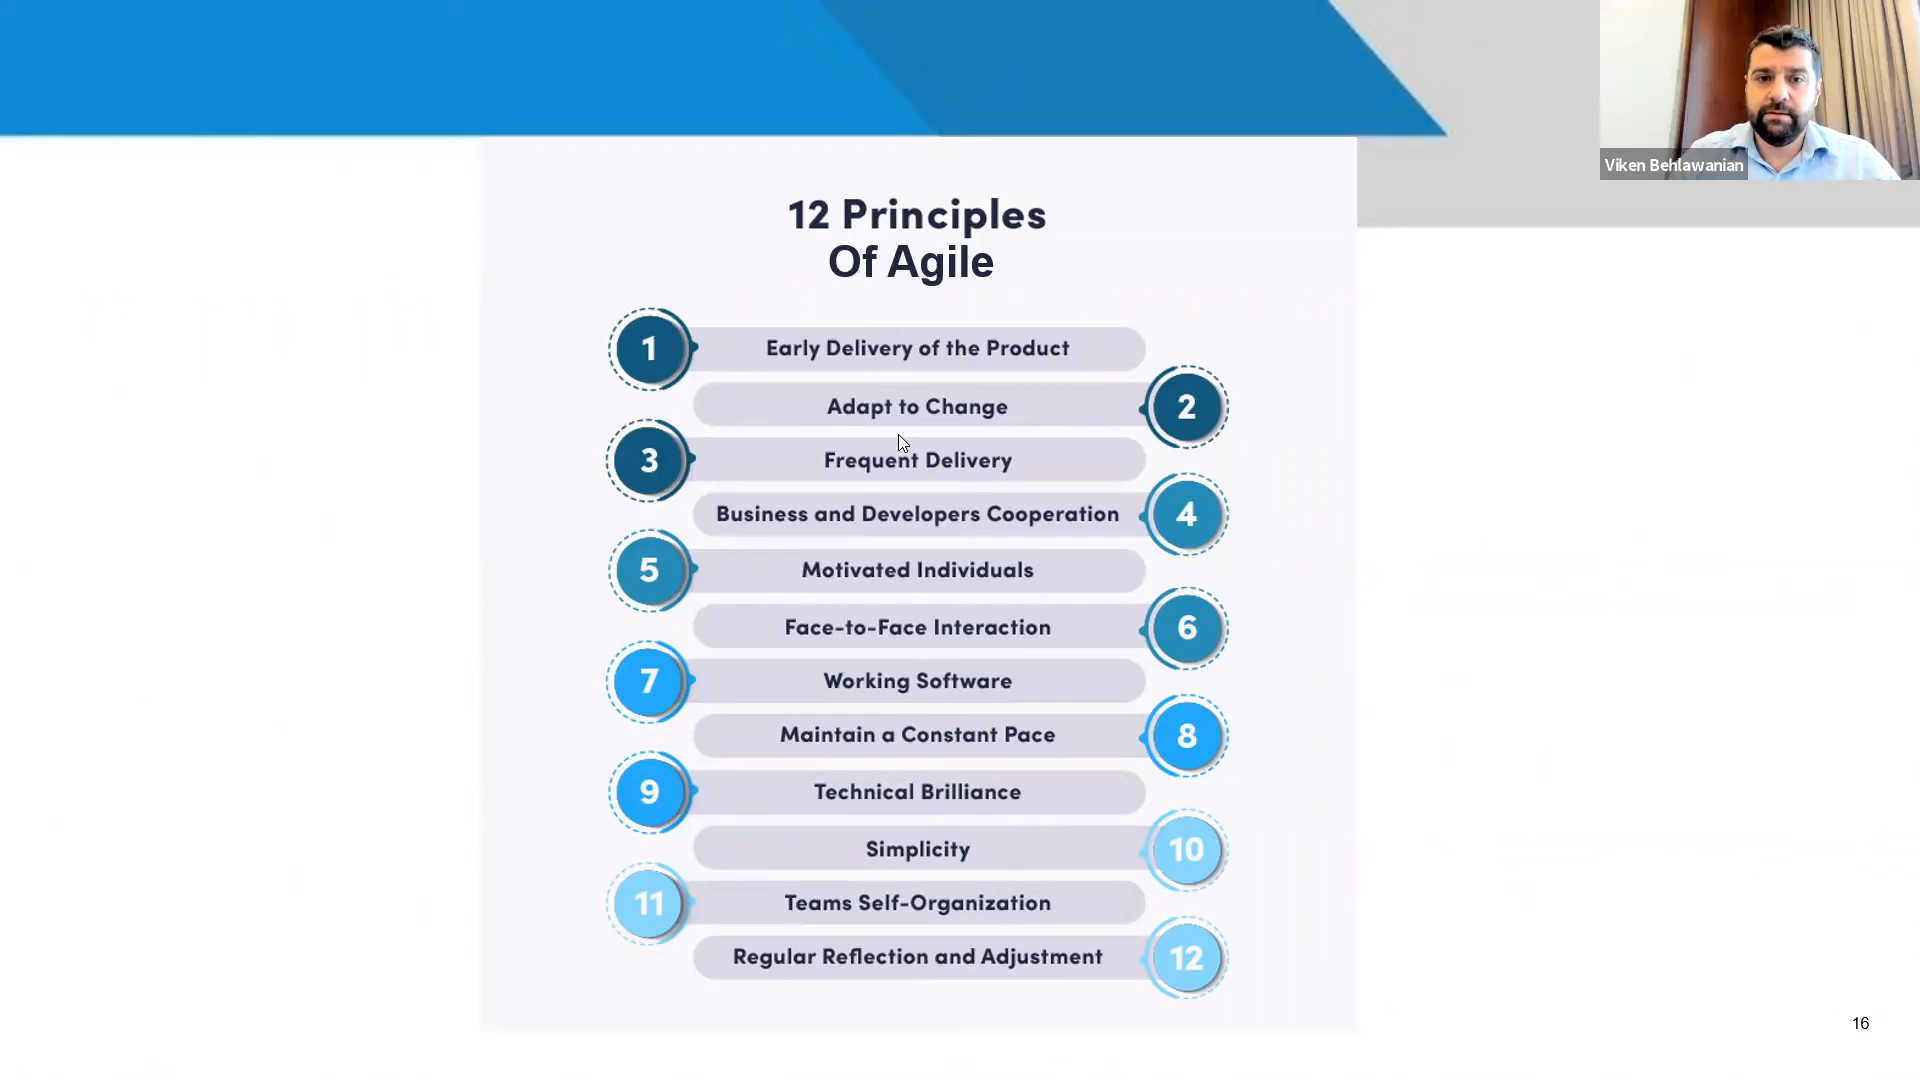 Viken Behlawanian
12 Principles
Of Agile
1 Early Delivery of the Product
Adapt to Change 2
3 Frequent Delivery
Business and Developers Cooperation 4
5 Motivated Individuals
Face-to-Face Interaction 6
7 Working Software
Maintain a Constant Pace 8
9 Technical Brilliance
Simplicity 10
11 Teams Self-Organization
Regular Reflection and Adjustment 12
16